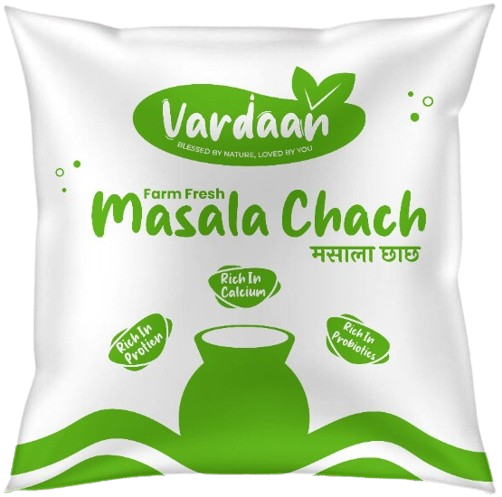 Vardaan
BLESSED BY NATURE, LOVED BY YOU
Farm Fresh
Masala Chach
मसाला छाछ
Rich In
Calcium
Rich In
Protien
Rich In
Probiotics